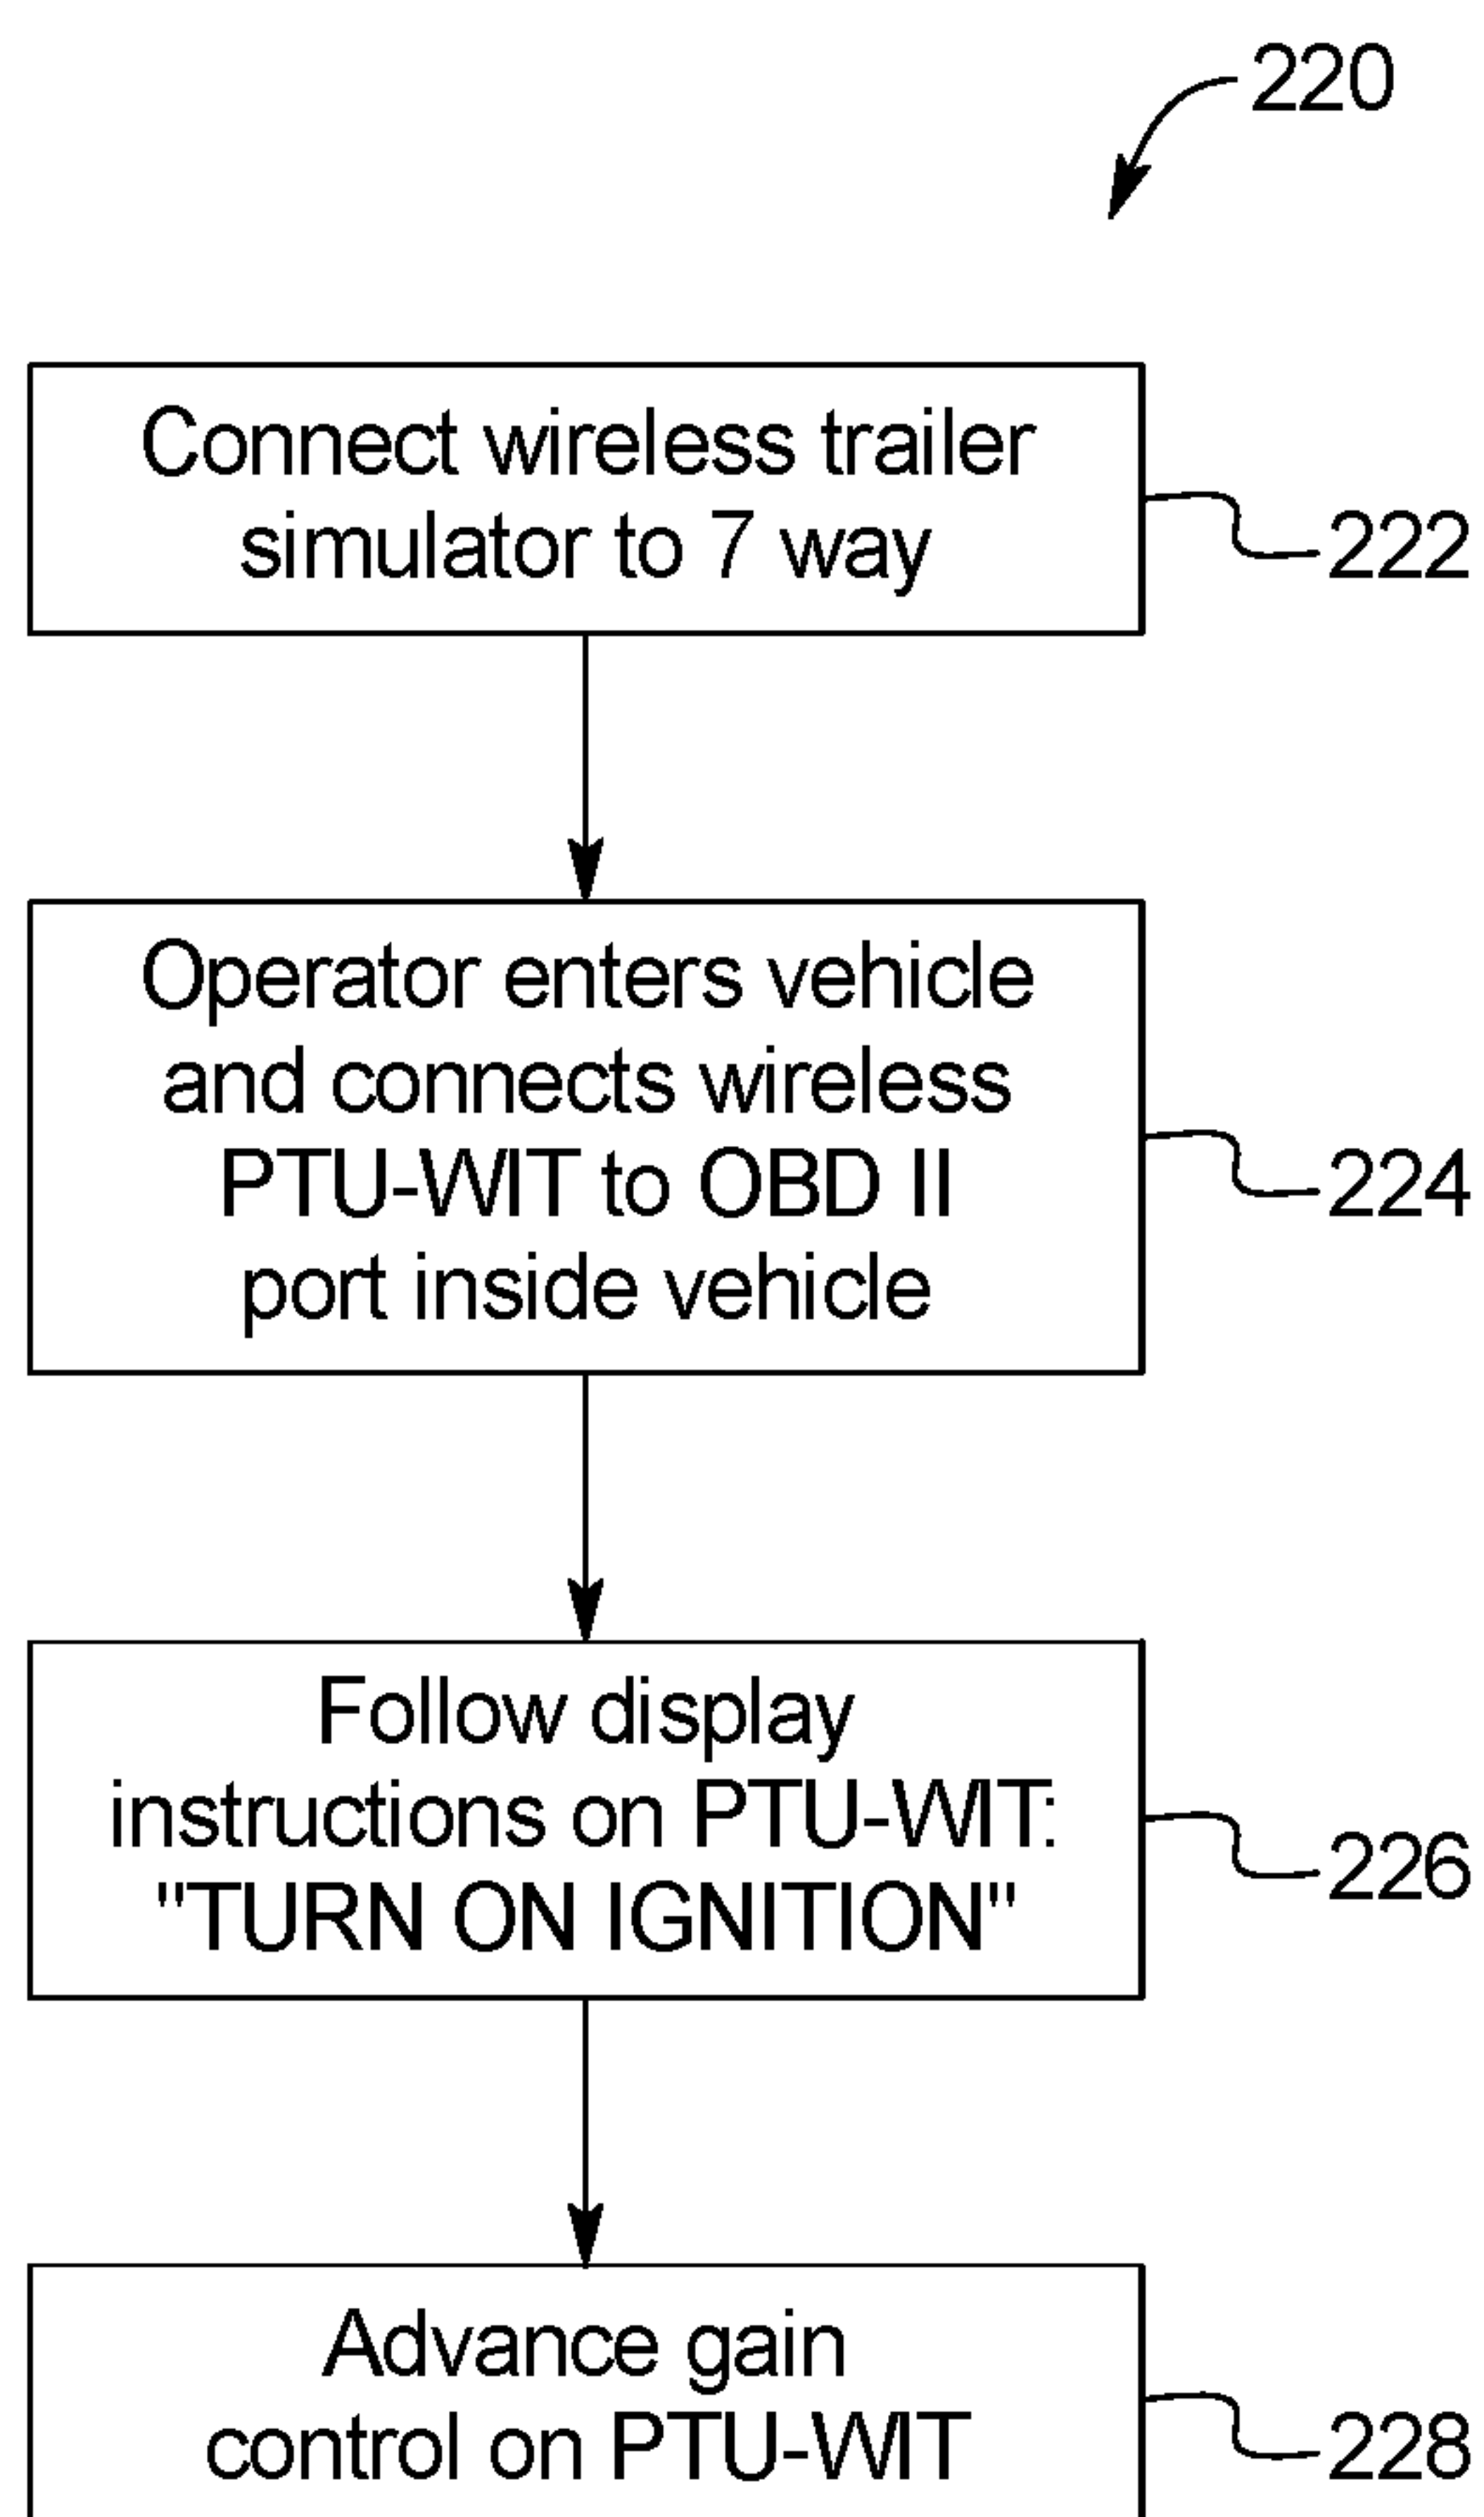 220
Connect wireless trailer
simulator to 7 way
222
Operator enters vehicle
and connects wireless
PTU-WIT to OBD II
port inside vehicle
224
Follow display
instructions on PTU-WIT:
"TURN ON IGNITION"
226
Advance gain
control on PTU-WIT
228